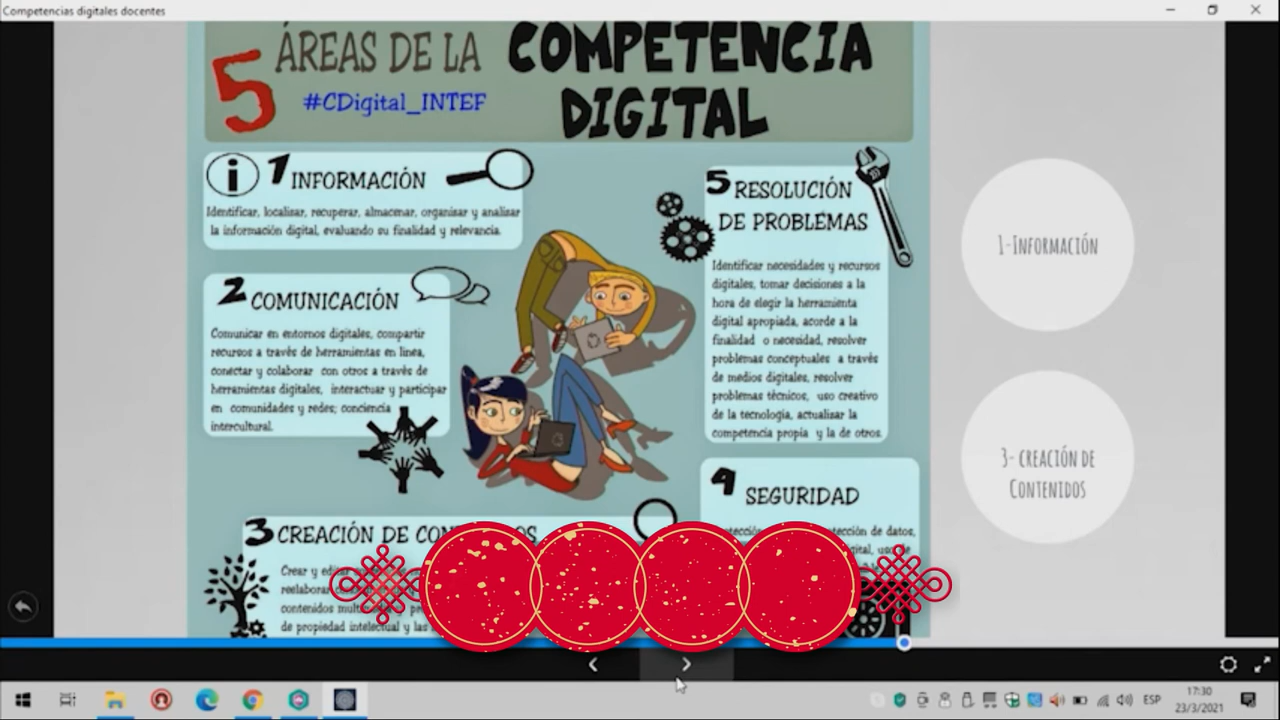 Competencias digitales docentes
5 ÁREAS DE LA COMPETENCIA
DIGITAL
#CDigital_INTEF
1 INFORMACIÓN
Identificar, localizar, recuperar, almacenar, organizar y analizar
la información digital, evaluando su finalidad y relevancia.
2 COMUNICACIÓN
Comunicar en entornos digitales, compartir
recursos a través de herramientas en línea,
conectar y colaborar con otros a través de
herramientas digitales, interactuar y participar
en comunidades y redes; conciencia
intercultural.
3 CREACIÓN DE
Crear y
reelaborar
contenidos
de propiedad intelectual y las
5 RESOLUCIÓN
DE PROBLEMAS
Identificar necesidades y recursos
digitales, tomar decisiones a la
hora de elegir la herramienta
digital apropiada, acorde a la
finalidad o necesidad, resolver
problemas conceptuales a través
de medios digitales, resolver
problemas técnicos, uso creativo
de la tecnología, actualizar la
competencia propia y la de otros.
4 SEGURIDAD
de datos,
1-Información
3- creación de
Contenidos
ESP
17:30
23/3/2021